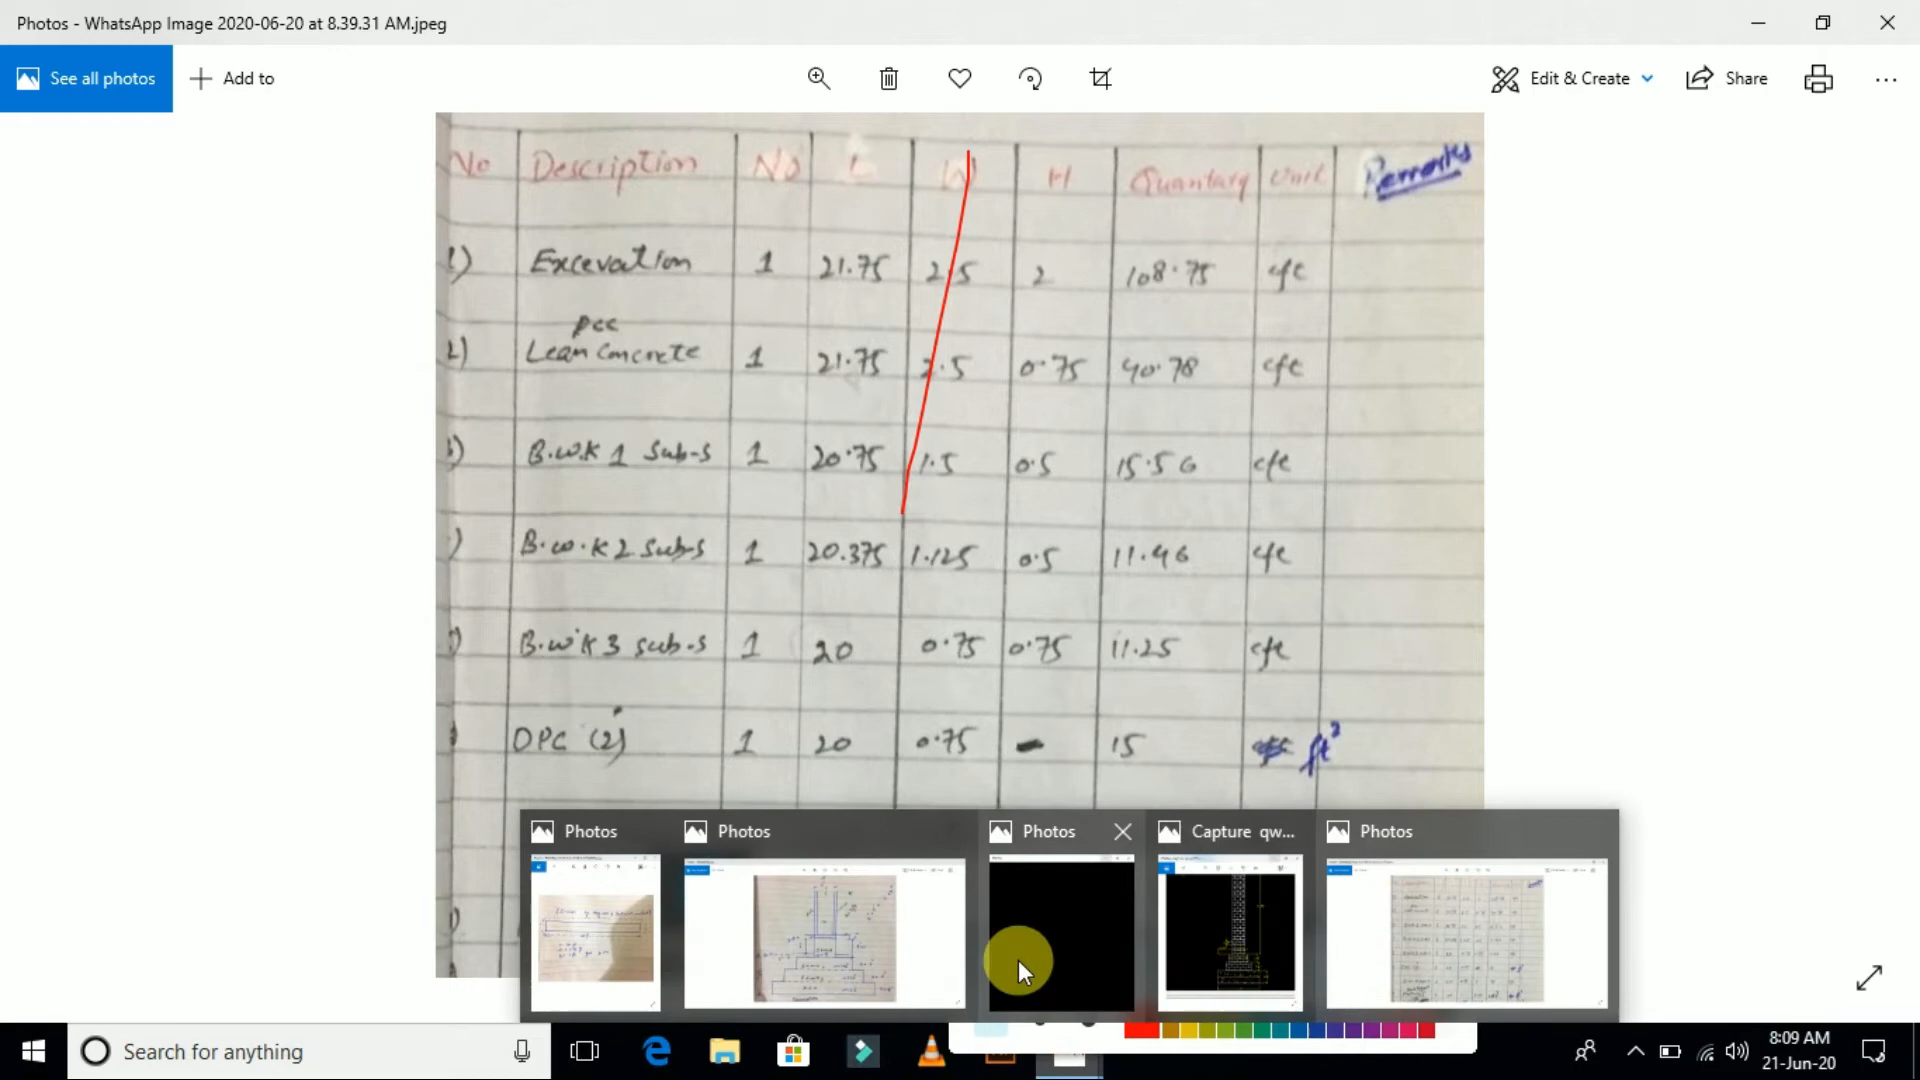 Photos - WhatsApp Image 2020-06-20 at 8.39.31 AM.jpeg
See all photos
Add to
Edit & Create
Share
No Description No L W H Quantity Unit Remarks
1) Excevation 1 21.75 2.5 2 108.75 cft
pcc
2) Lean Concrete 1 21.75 2.5 0.75 40.78 cft
3) B.W.K 1 Sub-s 1 20.75 1.5 0.5 15.56 cft
) B.W.K 2 Sub-s 1 20.375 1.125 0.5 11.46 cft
) B.W.K 3 Sub-s 1 20 0.75 0.75 11.25 cft
DPC (2) 1 20 0.75 - 15 ft²
Photos
Photos
Photos
Capture qw...
Photos
Search for anything
8:09 AM
21-Jun-20